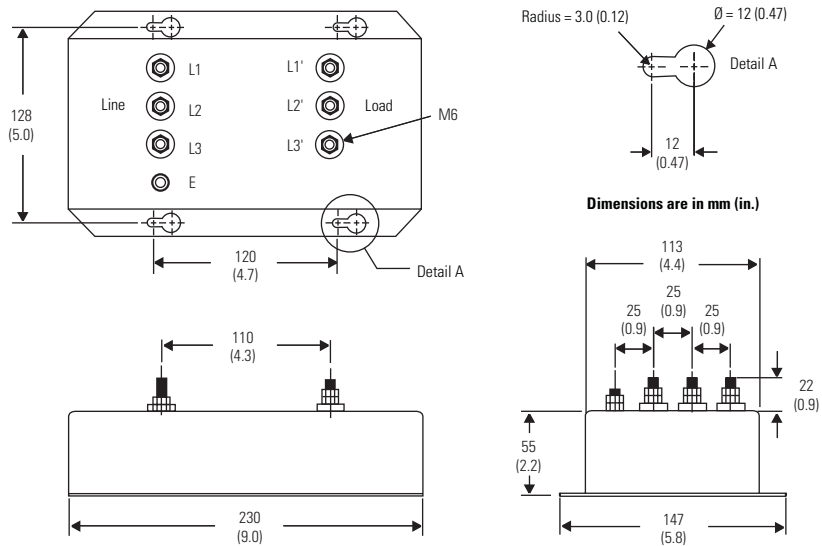 Radius = 3.0 (0.12)
Ø = 12 (0.47)
Detail A
12
(0.47)
Dimensions are in mm (in.)
128
(5.0)
Line
L1
L2
L3
E
L1'
L2'
L3'
Load
M6
120
(4.7)
Detail A
110
(4.3)
230
(9.0)
113
(4.4)
25
(0.9)
25
(0.9)
25
(0.9)
22
(0.9)
55
(2.2)
147
(5.8)